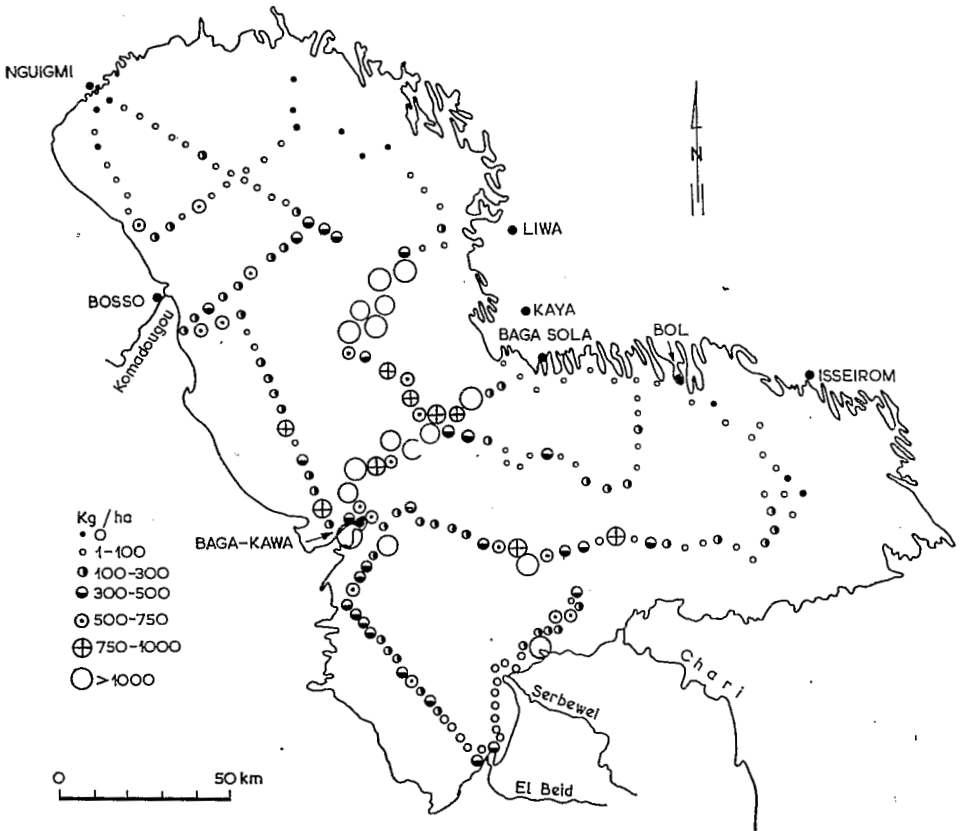 NGUIGMI
N
LIWA
BOSSO
KAYA
Komadougou
BAGA SOLA
BOL
ISSEIROM
Kg/ha
0
1-100
BAGA-KAWA
100-300
300-500
500-750
750-1000
>1000
Chari
Serbewel
0 50 km
El Beid